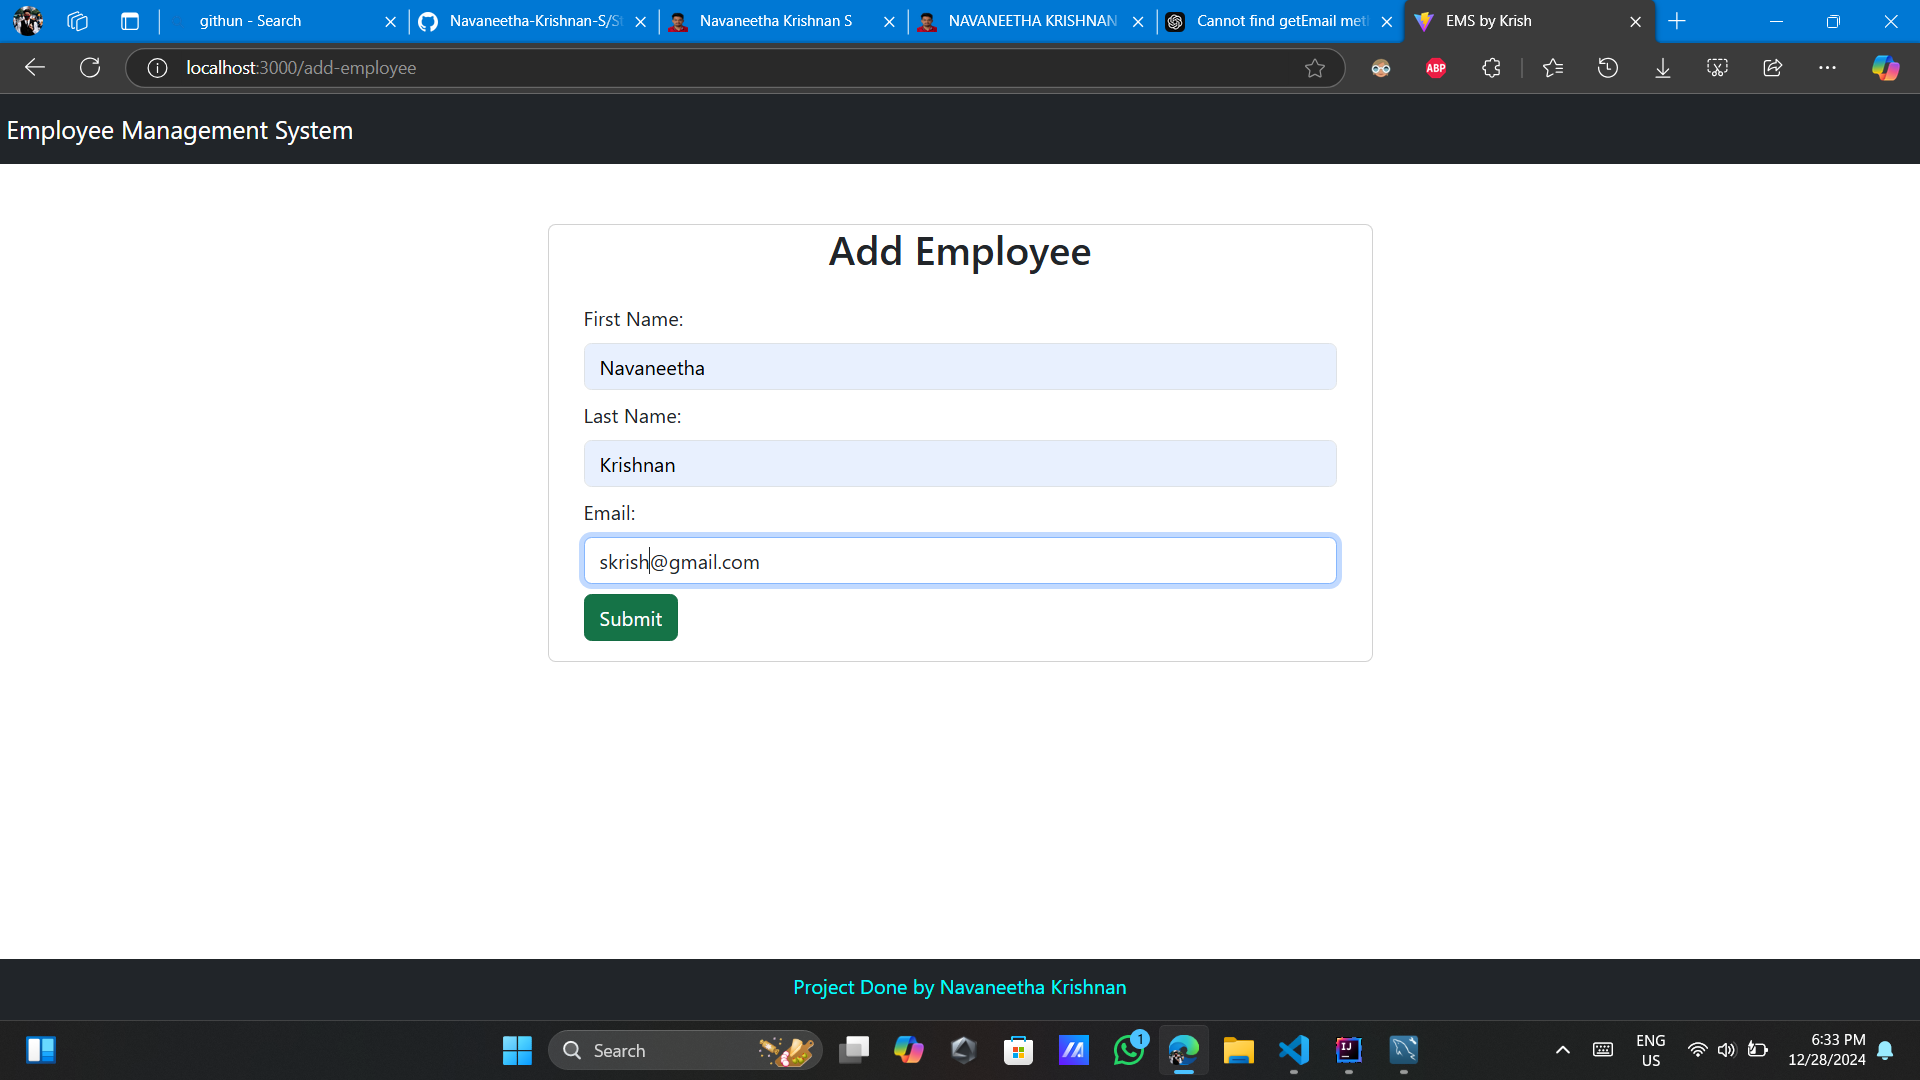 githun - Search
Navaneetha-Krishnan-S/St
Navaneetha Krishnan S
NAVANEETHA KRISHNAN
Cannot find getEmail met
EMS by Krish
localhost:3000/add-employee
ABP
Employee Management System
Add Employee
First Name:
Navaneetha
Last Name:
Krishnan
Email:
skrish@gmail.com
Submit
Project Done by Navaneetha Krishnan
Search
1
IJ
ENG
US
6:33 PM
12/28/2024